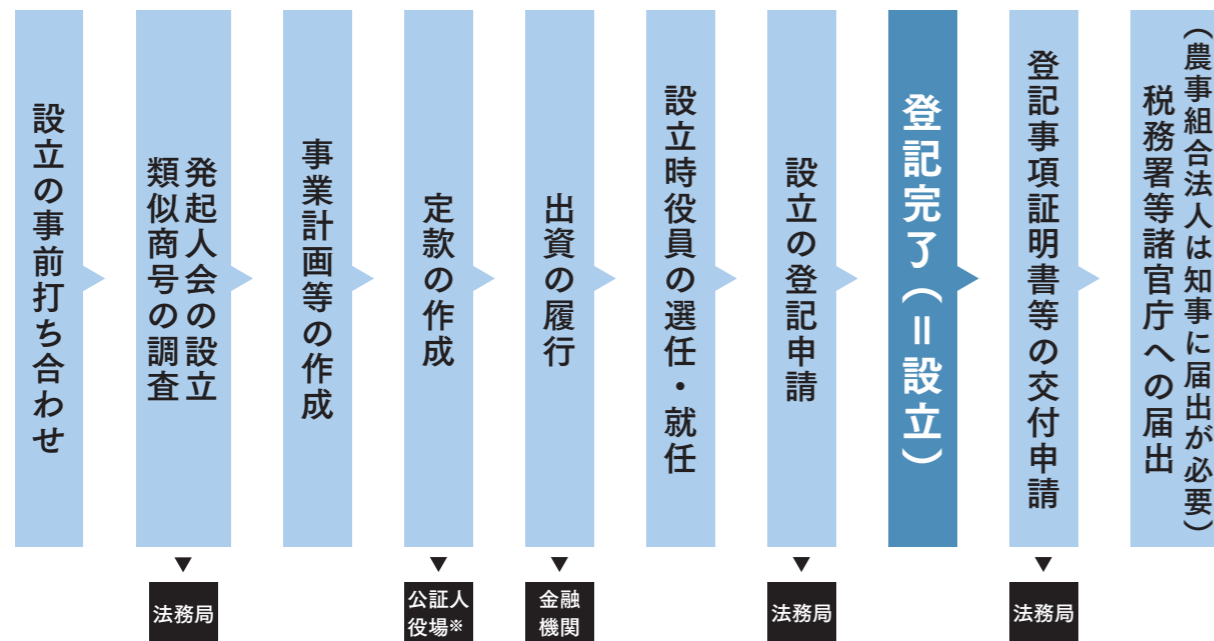 設立の事前打ち合わせ
発起人会の設立
類似商号の調査
法務局
事業計画等の作成
定款の作成
公証人
役場※
出資の履行
金融
機関
設立時役員の選任・就任
設立の登記申請
法務局
登記完了（＝設立）
登記事項証明書等の交付申請
法務局
（農事組合法人は知事に届出が必要）
税務署等諸官庁への届出